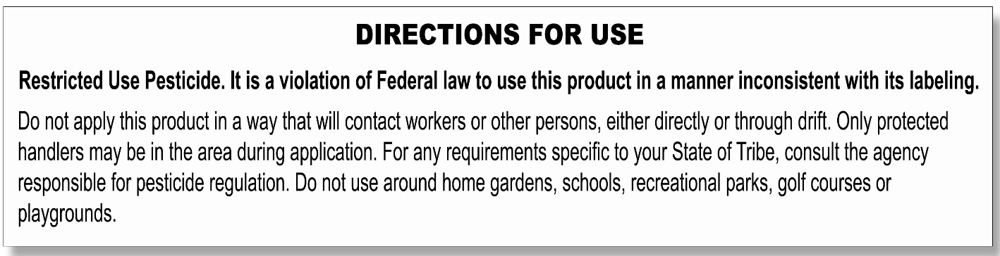 DIRECTIONS FOR USE
Restricted Use Pesticide. It is a violation of Federal law to use this product in a manner inconsistent with its labeling.
Do not apply this product in a way that will contact workers or other persons, either directly or through drift. Only protected
handlers may be in the area during application. For any requirements specific to your State of Tribe, consult the agency
responsible for pesticide regulation. Do not use around home gardens, schools, recreational parks, golf courses or
playgrounds.